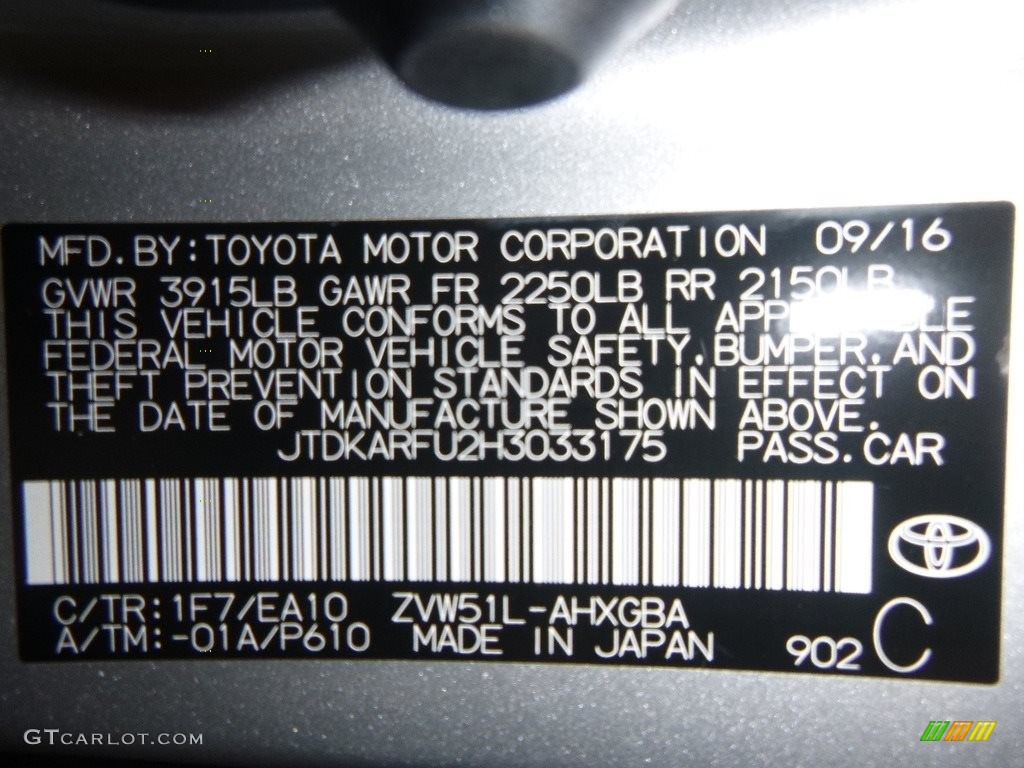 MFD.BY:TOYOTA MOTOR CORPORATION 09/16
GVWR 3915LB GAWR FR 2250LB RR 2150LB
THIS VEHICLE CONFORMS TO ALL APPLICABLE
FEDERAL MOTOR VEHICLE SAFETY,BUMPER,AND
THEFT PREVENTION STANDARDS IN EFFECT ON
THE DATE OF MANUFACTURE SHOWN ABOVE.
JTDKARFU2H3033175 PASS.CAR
C/TR:1F7/EA10 ZVW51L-AHXGBA
A/TM:-01A/P610 MADE IN JAPAN 902 C
GTCARLOT.COM